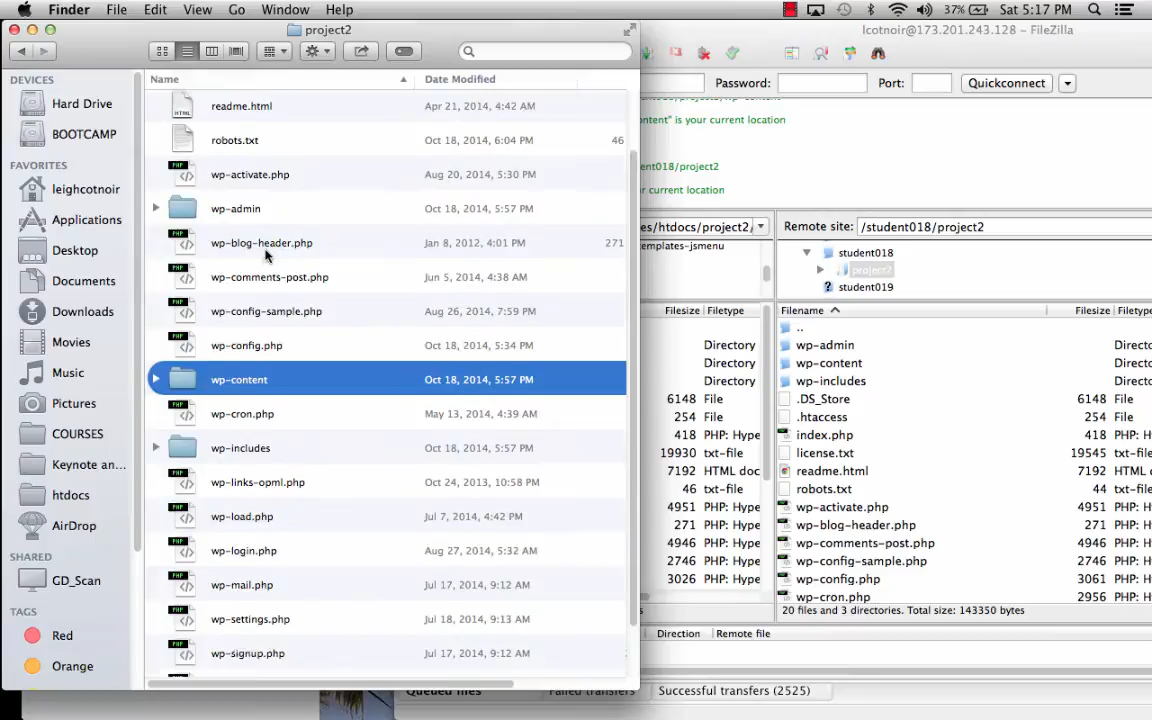 Finder File Edit View Go Window Help 37% Sat 5:17 PM
project2
lcotnoir@173.201.243.128 - FileZilla
Password: Port: Quickconnect
DEVICES
Hard Drive
BOOTCAMP
FAVORITES
leighcotnoir
Applications
Desktop
Documents
Downloads
Movies
Music
Pictures
COURSES
Keynote an...
htdocs
AirDrop
SHARED
GD_Scan
TAGS
Red
Orange
Name Date Modified
readme.html Apr 21, 2014, 4:42 AM
robots.txt Oct 18, 2014, 6:04 PM 46
wp-activate.php Aug 20, 2014, 5:30 PM
wp-admin Oct 18, 2014, 5:57 PM
wp-blog-header.php Jan 8, 2012, 4:01 PM 271
wp-comments-post.php Jun 5, 2014, 4:38 AM
wp-config-sample.php Aug 26, 2014, 7:59 PM
wp-config.php Oct 18, 2014, 5:34 PM
wp-content Oct 18, 2014, 5:57 PM
wp-cron.php May 13, 2014, 4:39 AM
wp-includes Oct 18, 2014, 5:57 PM
wp-links-opml.php Oct 24, 2013, 10:58 PM
wp-load.php Jul 7, 2014, 4:42 PM
wp-login.php Aug 27, 2014, 5:32 AM
wp-mail.php Jul 17, 2014, 9:12 AM
wp-settings.php Jul 18, 2014, 9:13 AM
wp-signup.php Jul 17, 2014, 9:12 AM
ontent" is your current location
ent018/project2
r current location
es/htdocs/project2/
emplates-jsmenu
Remote site: /student018/project2
student018
project2
student019
Filesize Filetype
Directory
Directory
Directory
6148 File
254 File
418 PHP: Hype
19930 txt-file
7192 HTML doc
46 txt-file
4951 PHP: Hype
271 PHP: Hype
4946 PHP: Hype
2746 PHP: Hype
3026 PHP: Hype
Filename Filesize Filetype
..
wp-admin Directo
wp-content Directo
wp-includes Directo
.DS_Store 6148 File
.htaccess 254 File
index.php 418 PHP: Hype
license.txt 19545 txt-file
readme.html 7192 HTML do
robots.txt 44 txt-file
wp-activate.php 4951 PHP: Hype
wp-blog-header.php 271 PHP: Hype
wp-comments-post.php 4946 PHP: Hype
wp-config-sample.php 2746 PHP: Hype
wp-config.php 3061 PHP: Hype
wp-cron.php 2956 PHP: Hype
20 files and 3 directories. Total size: 143350 bytes
Direction Remote file
Queued files Failed transfers Successful transfers (2525)